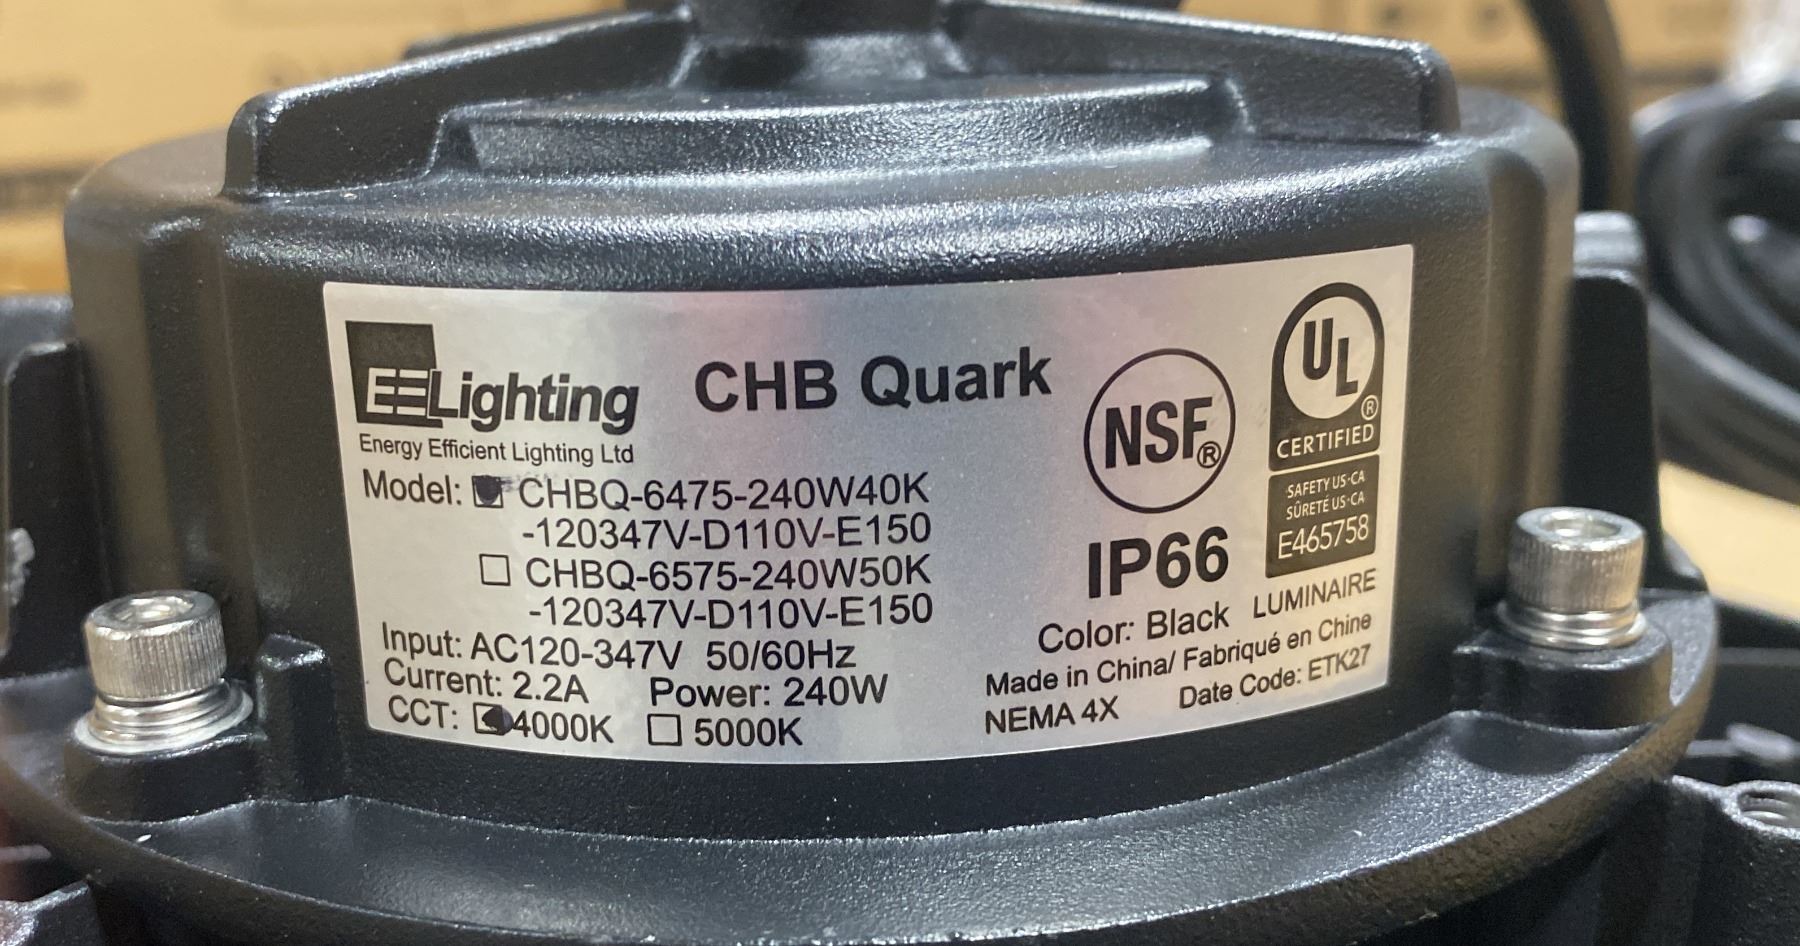 EELighting
CHB Quark
Energy Efficient Lighting Ltd
Model: CHBQ-6475-240W40K
-120347V-D110V-E150
CHBQ-6575-240W50K
-120347V-D110V-E150
Input: AC120-347V 50/60Hz
Current: 2.2A Power: 240W
CCT: 4000K 5000K
NSF®
IP66
UL®
CERTIFIED
SAFETY US·CA
SÛRETÉ US·CA
E465758
LUMINAIRE
Color: Black
Made in China/ Fabriqué en Chine
NEMA 4X Date Code: ETK27